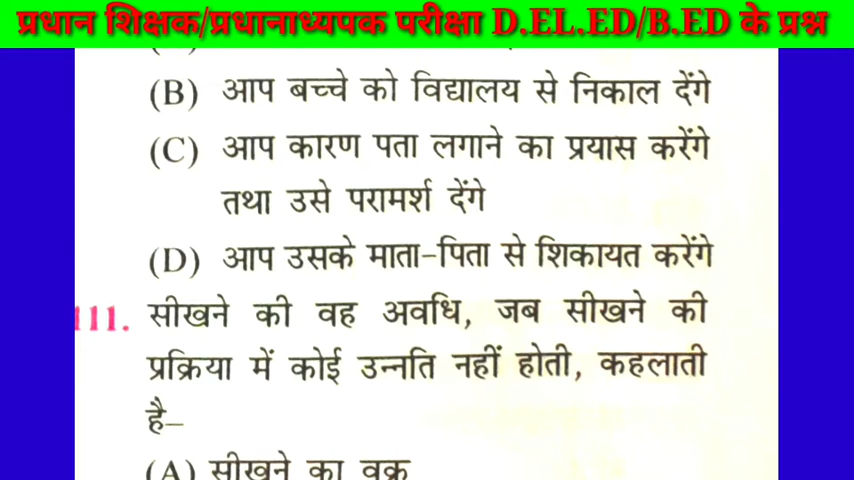 प्रधान शिक्षक/प्रधानाध्यपक परीक्षा D.EL.ED/B.ED के प्रश्न
(B) आप बच्चे को विद्यालय से निकाल देंगे
(C) आप कारण पता लगाने का प्रयास करेंगे
तथा उसे परामर्श देंगे
(D) आप उसके माता-पिता से शिकायत करेंगे
111. सीखने की वह अवधि, जब सीखने की
प्रक्रिया में कोई उन्नति नहीं होती, कहलाती
है–
(A) सीखने का वक्र